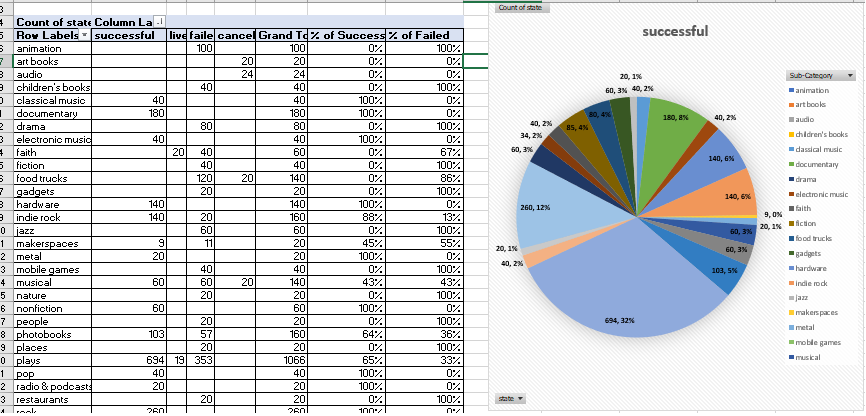 Count of state Column La
Row Labels successful live faile cancel Grand To % of Success % of Failed
animation 100 100 0% 100%
art books 20 20 0% 0%
audio 24 24 0% 0%
children's books 40 40 0% 100%
classical music 40 40 100% 0%
documentary 180 180 100% 0%
drama 80 80 0% 100%
electronic music 40 40 100% 0%
faith 20 40 60 0% 67%
fiction 40 40 0% 100%
food trucks 120 20 140 0% 86%
gadgets 20 20 0% 100%
hardware 140 140 100% 0%
indie rock 140 20 160 88% 13%
jazz 60 60 0% 100%
makerspaces 9 11 20 45% 55%
metal 20 20 100% 0%
mobile games 40 40 0% 100%
musical 60 60 20 140 43% 43%
nature 20 20 0% 100%
nonfiction 60 60 100% 0%
people 20 20 0% 100%
photobooks 103 57 160 64% 36%
places 20 20 0% 100%
plays 694 19 353 1066 65% 33%
pop 40 40 100% 0%
radio & podcasts 20 20 100% 0%
restaurants 20 20 0% 100%
rock 260 260 100% 0%
Count of state
successful
20, 1%
60, 3% 40, 2%
80, 4%
180, 8%
40, 2%
85, 4%
40, 2%
34, 2%
60, 3%
140, 6%
140, 6%
260, 12%
9, 0%
20, 1%
60, 3%
60, 3%
20, 1%
40, 2%
103, 5%
694, 32%
Sub-Category
animation
art books
audio
children's books
classical music
documentary
drama
electronic music
faith
fiction
food trucks
gadgets
hardware
indie rock
jazz
makerspaces
metal
mobile games
musical
state